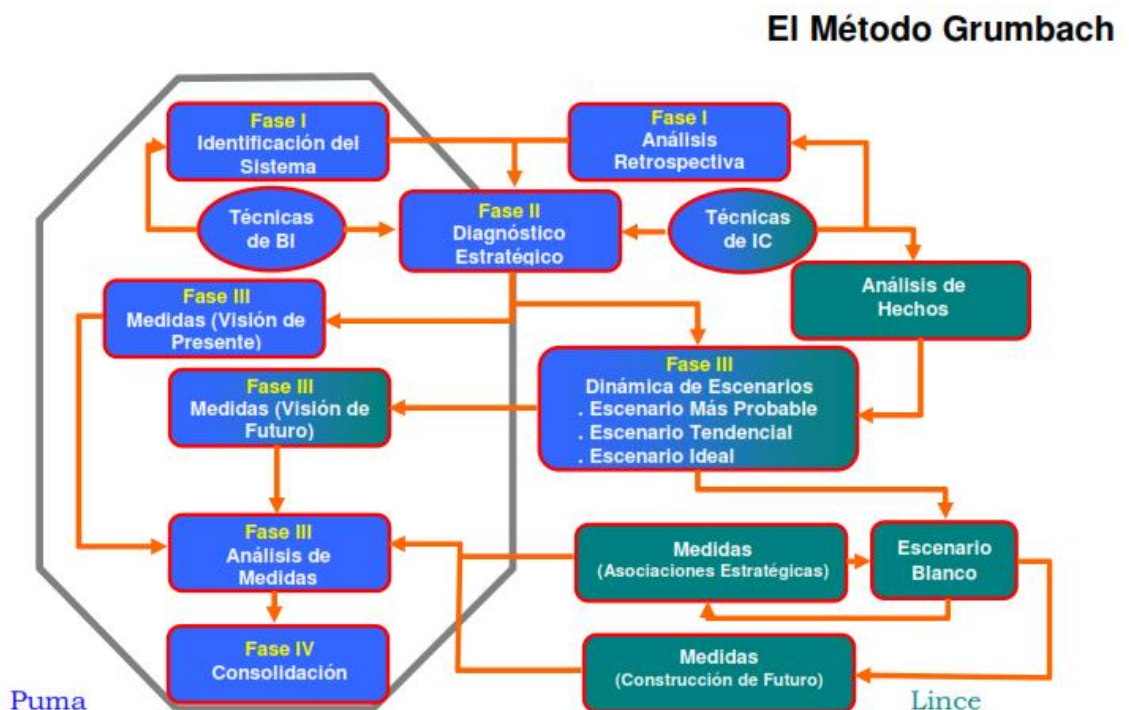 El Método Grumbach
Fase I
Identificación del
Sistema
Fase I
Análisis
Retrospectiva
Técnicas
de BI
Fase II
Diagnóstico
Estratégico
Técnicas
de IC
Análisis de
Hechos
Fase III
Medidas (Visión de
Presente)
Fase III
Dinámica de Escenarios
. Escenario Más Probable
. Escenario Tendencial
. Escenario Ideal
Fase III
Medidas (Visión de
Futuro)
Fase III
Análisis de
Medidas
Medidas
(Asociaciones Estratégicas)
Escenario
Blanco
Fase IV
Consolidación
Medidas
(Construcción de Futuro)
Puma
Lince